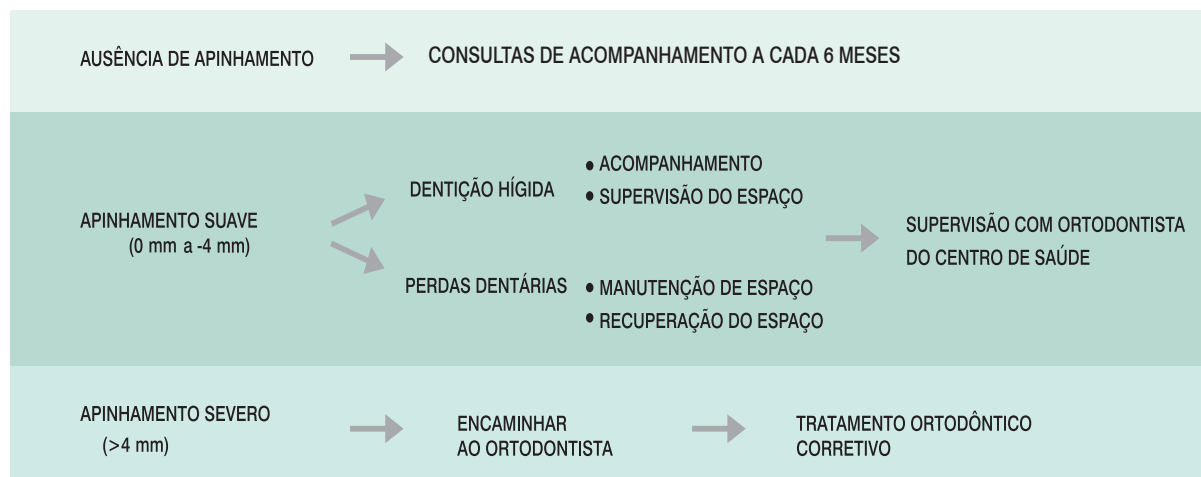 AUSÊNCIA DE APINHAMENTO
CONSULTAS DE ACOMPANHAMENTO A CADA 6 MESES
APINHAMENTO SUAVE
(0 mm a -4 mm)
DENTIÇÃO HÍGIDA
• ACOMPANHAMENTO
• SUPERVISÃO DO ESPAÇO
PERDAS DENTÁRIAS
• MANUTENÇÃO DE ESPAÇO
• RECUPERAÇÃO DO ESPAÇO
SUPERVISÃO COM ORTODONTISTA
DO CENTRO DE SAÚDE
APINHAMENTO SEVERO
(>4 mm)
ENCAMINHAR
AO ORTODONTISTA
TRATAMENTO ORTODÔNTICO
CORRETIVO